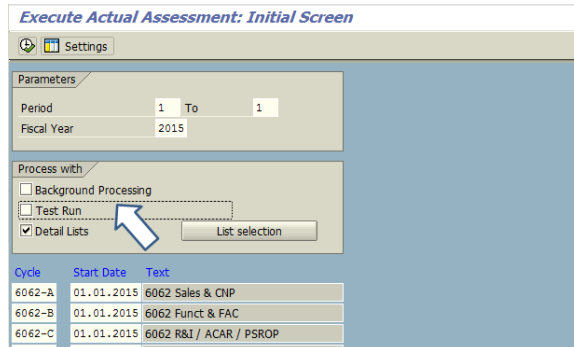 Execute Actual Assessment: Initial Screen
Settings
Parameters
Period 1 To 1
Fiscal Year 2015
Process with
Background Processing
Test Run
Detail Lists List selection
Cycle Start Date Text
6062-A 01.01.2015 6062 Sales & CNP
6062-B 01.01.2015 6062 Funct & FAC
6062-C 01.01.2015 6062 R&I / ACAR / PSROP